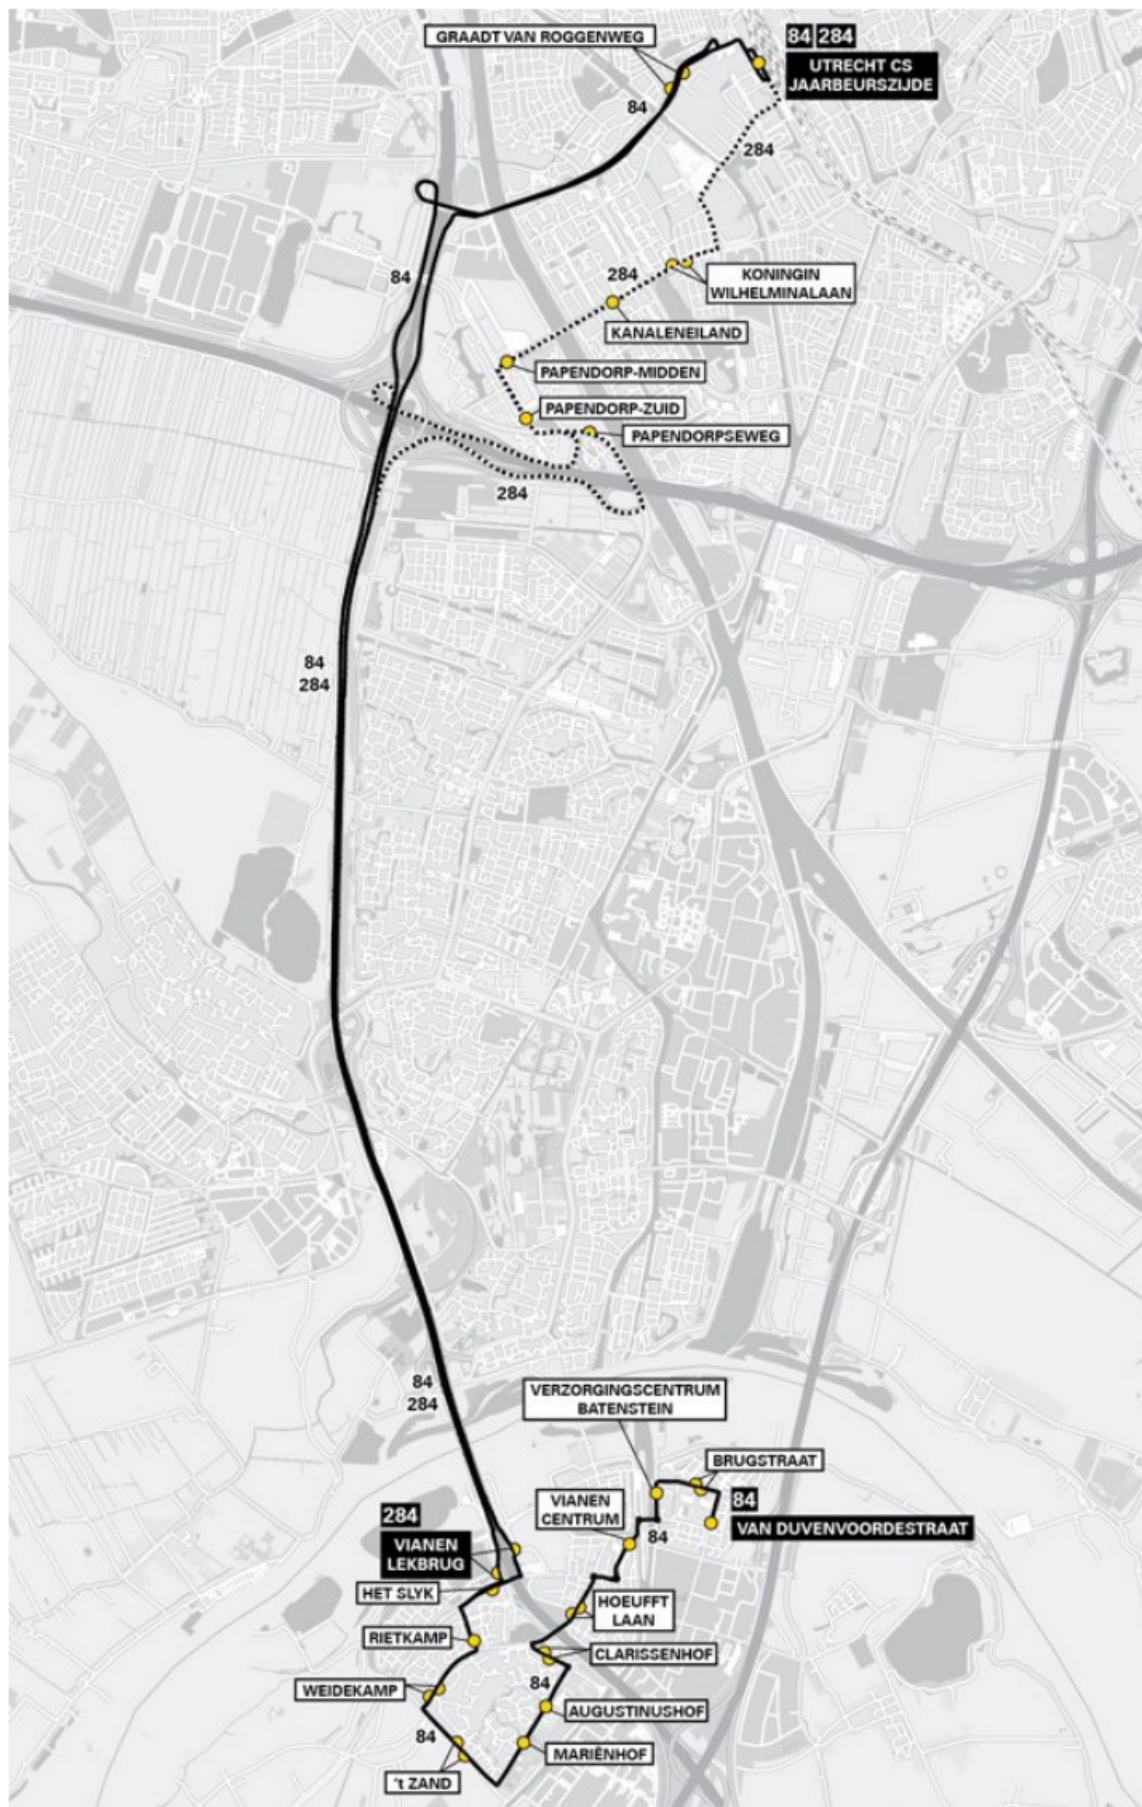 GRAADT VAN ROGGENWEG
84 284
UTRECHT CS
JAARBEURSZIJDE
84
284
84
284
KONINGIN
WILHELMINALAAN
KANALENEILAND
PAPENDORP-MIDDEN
PAPENDORP-ZUID
PAPENDORPSEWEG
284
84
284
84
284
VERZORGINGSCENTRUM
BATENSTEIN
BRUGSTRAAT
84
VAN DUVENVOORDESTRAAT
VIANEN
CENTRUM
84
284
VIANEN
LEKBRUG
HET SLYK
HOEUFFT
LAAN
RIETKAMP
CLARISSENHOF
84
WEIDEKAMP
AUGUSTINUSHOF
84
MARIËNHOF
't ZAND